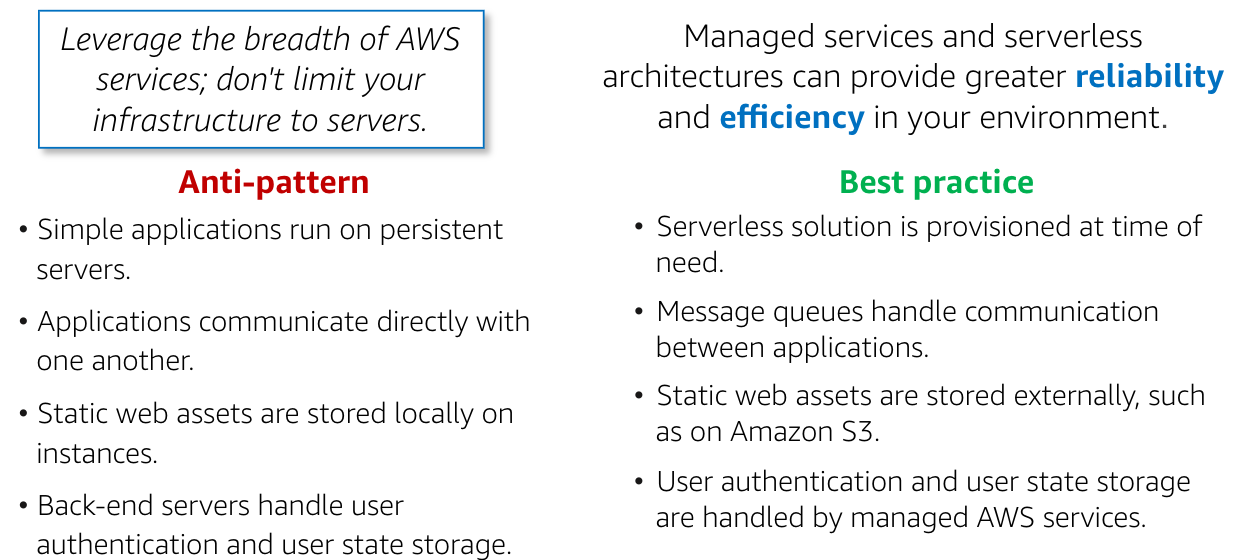 Leverage the breadth of AWS
services; don't limit your
infrastructure to servers.
Managed services and serverless
architectures can provide greater reliability
and efficiency in your environment.
Anti-pattern
• Simple applications run on persistent
servers.
• Applications communicate directly with
one another.
• Static web assets are stored locally on
instances.
• Back-end servers handle user
authentication and user state storage.
Best practice
• Serverless solution is provisioned at time of
need.
• Message queues handle communication
between applications.
• Static web assets are stored externally, such
as on Amazon S3.
• User authentication and user state storage
are handled by managed AWS services.